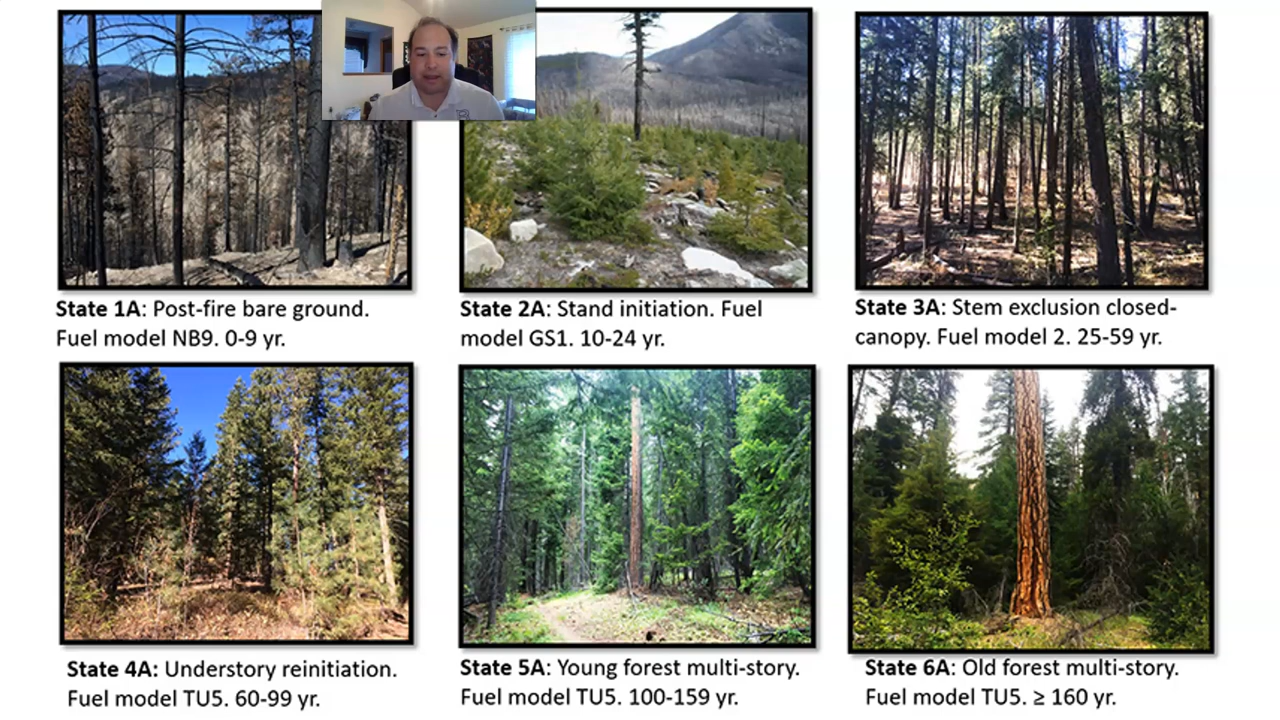 State 1A: Post-fire bare ground.
Fuel model NB9. 0-9 yr.
State 2A: Stand initiation. Fuel
model GS1. 10-24 yr.
State 3A: Stem exclusion closed-
canopy. Fuel model 2. 25-59 yr.
State 4A: Understory reinitiation.
Fuel model TU5. 60-99 yr.
State 5A: Young forest multi-story.
Fuel model TU5. 100-159 yr.
State 6A: Old forest multi-story.
Fuel model TU5. ≥ 160 yr.